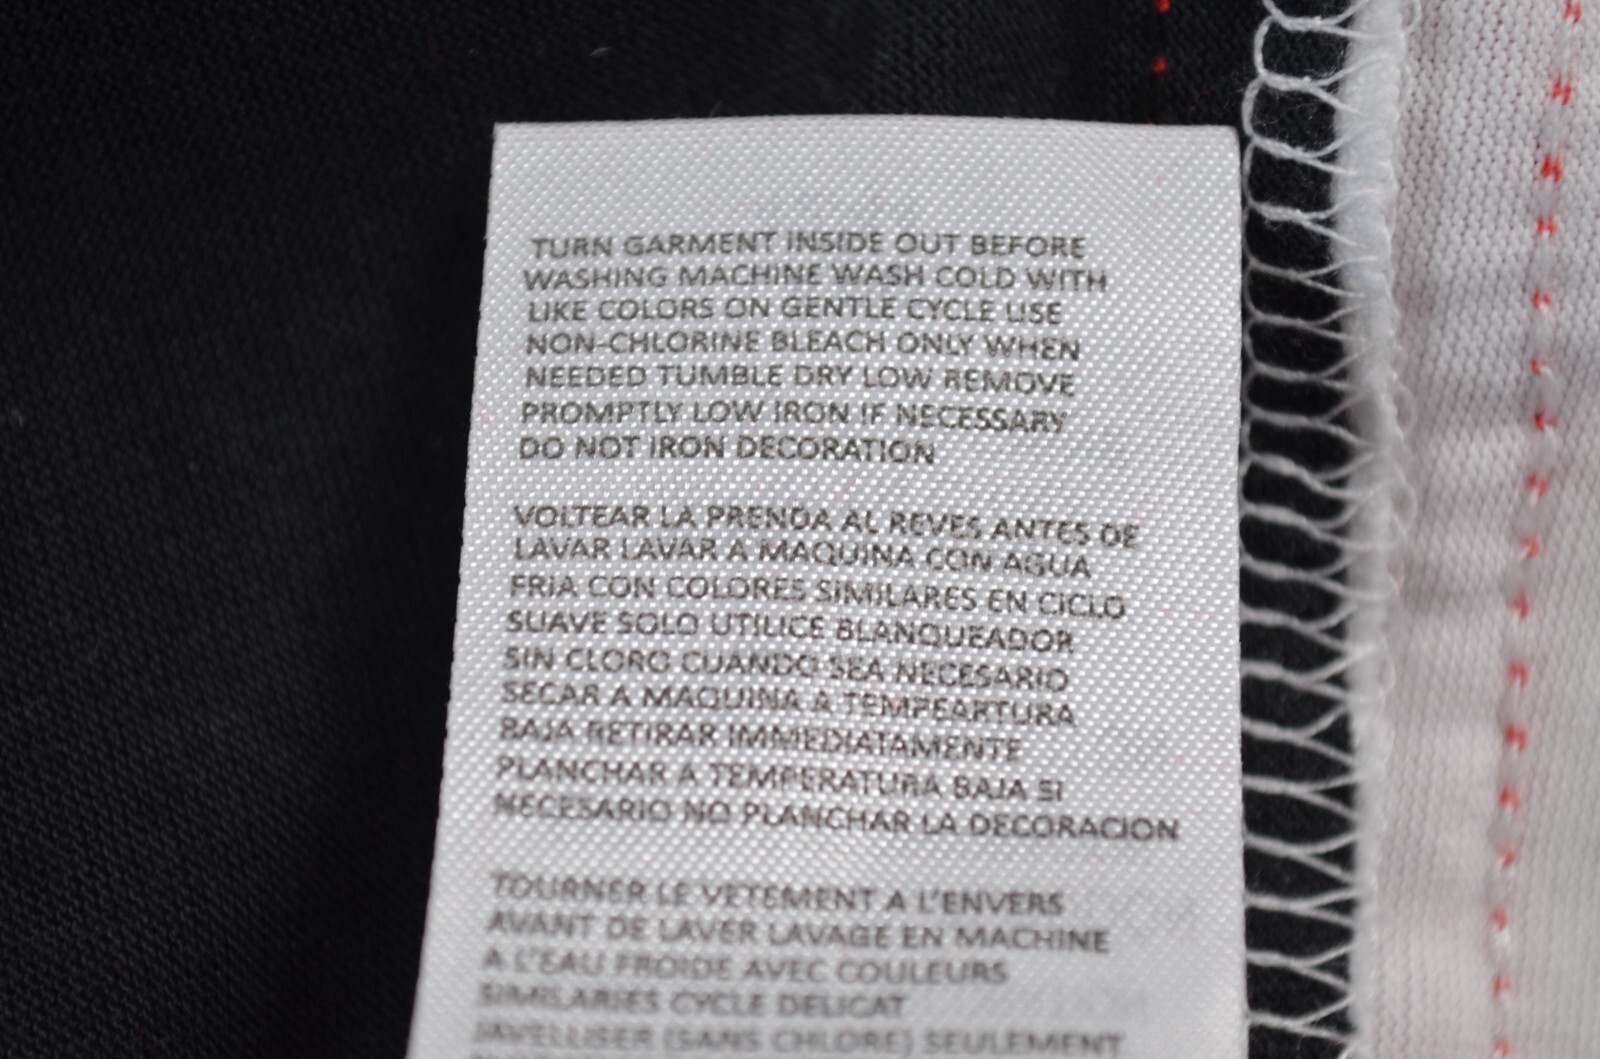 TURN GARMENT INSIDE OUT BEFORE
WASHING MACHINE WASH COLD WITH
LIKE COLORS ON GENTLE CYCLE USE
NON-CHLORINE BLEACH ONLY WHEN
NEEDED TUMBLE DRY LOW REMOVE
PROMPTLY LOW IRON IF NECESSARY
DO NOT IRON DECORATION
VOLTEAR LA PRENDA AL REVES ANTES DE
LAVAR LAVAR A MAQUINA CON AGUA
FRIA CON COLORES SIMILARES EN CICLO
SUAVE SOLO UTILICE BLANQUEADOR
SIN CLORO CUANDO SEA NECESARIO
SECAR A MAQUINA A TEMPEARTURA
BAJA RETIRAR IMMEDIATAMENTE
PLANCHAR A TEMPERATURA BAJA SI
NECESARIO NO PLANCHAR LA DECORACION
TOURNER LE VETEMENT A L'ENVERS
AVANT DE LAVER LAVAGE EN MACHINE
A L'EAU FROIDE AVEC COULEURS
SIMILARIES CYCLE DELICAT
JAVELLISER (SANS CHLORE) SEULEMENT